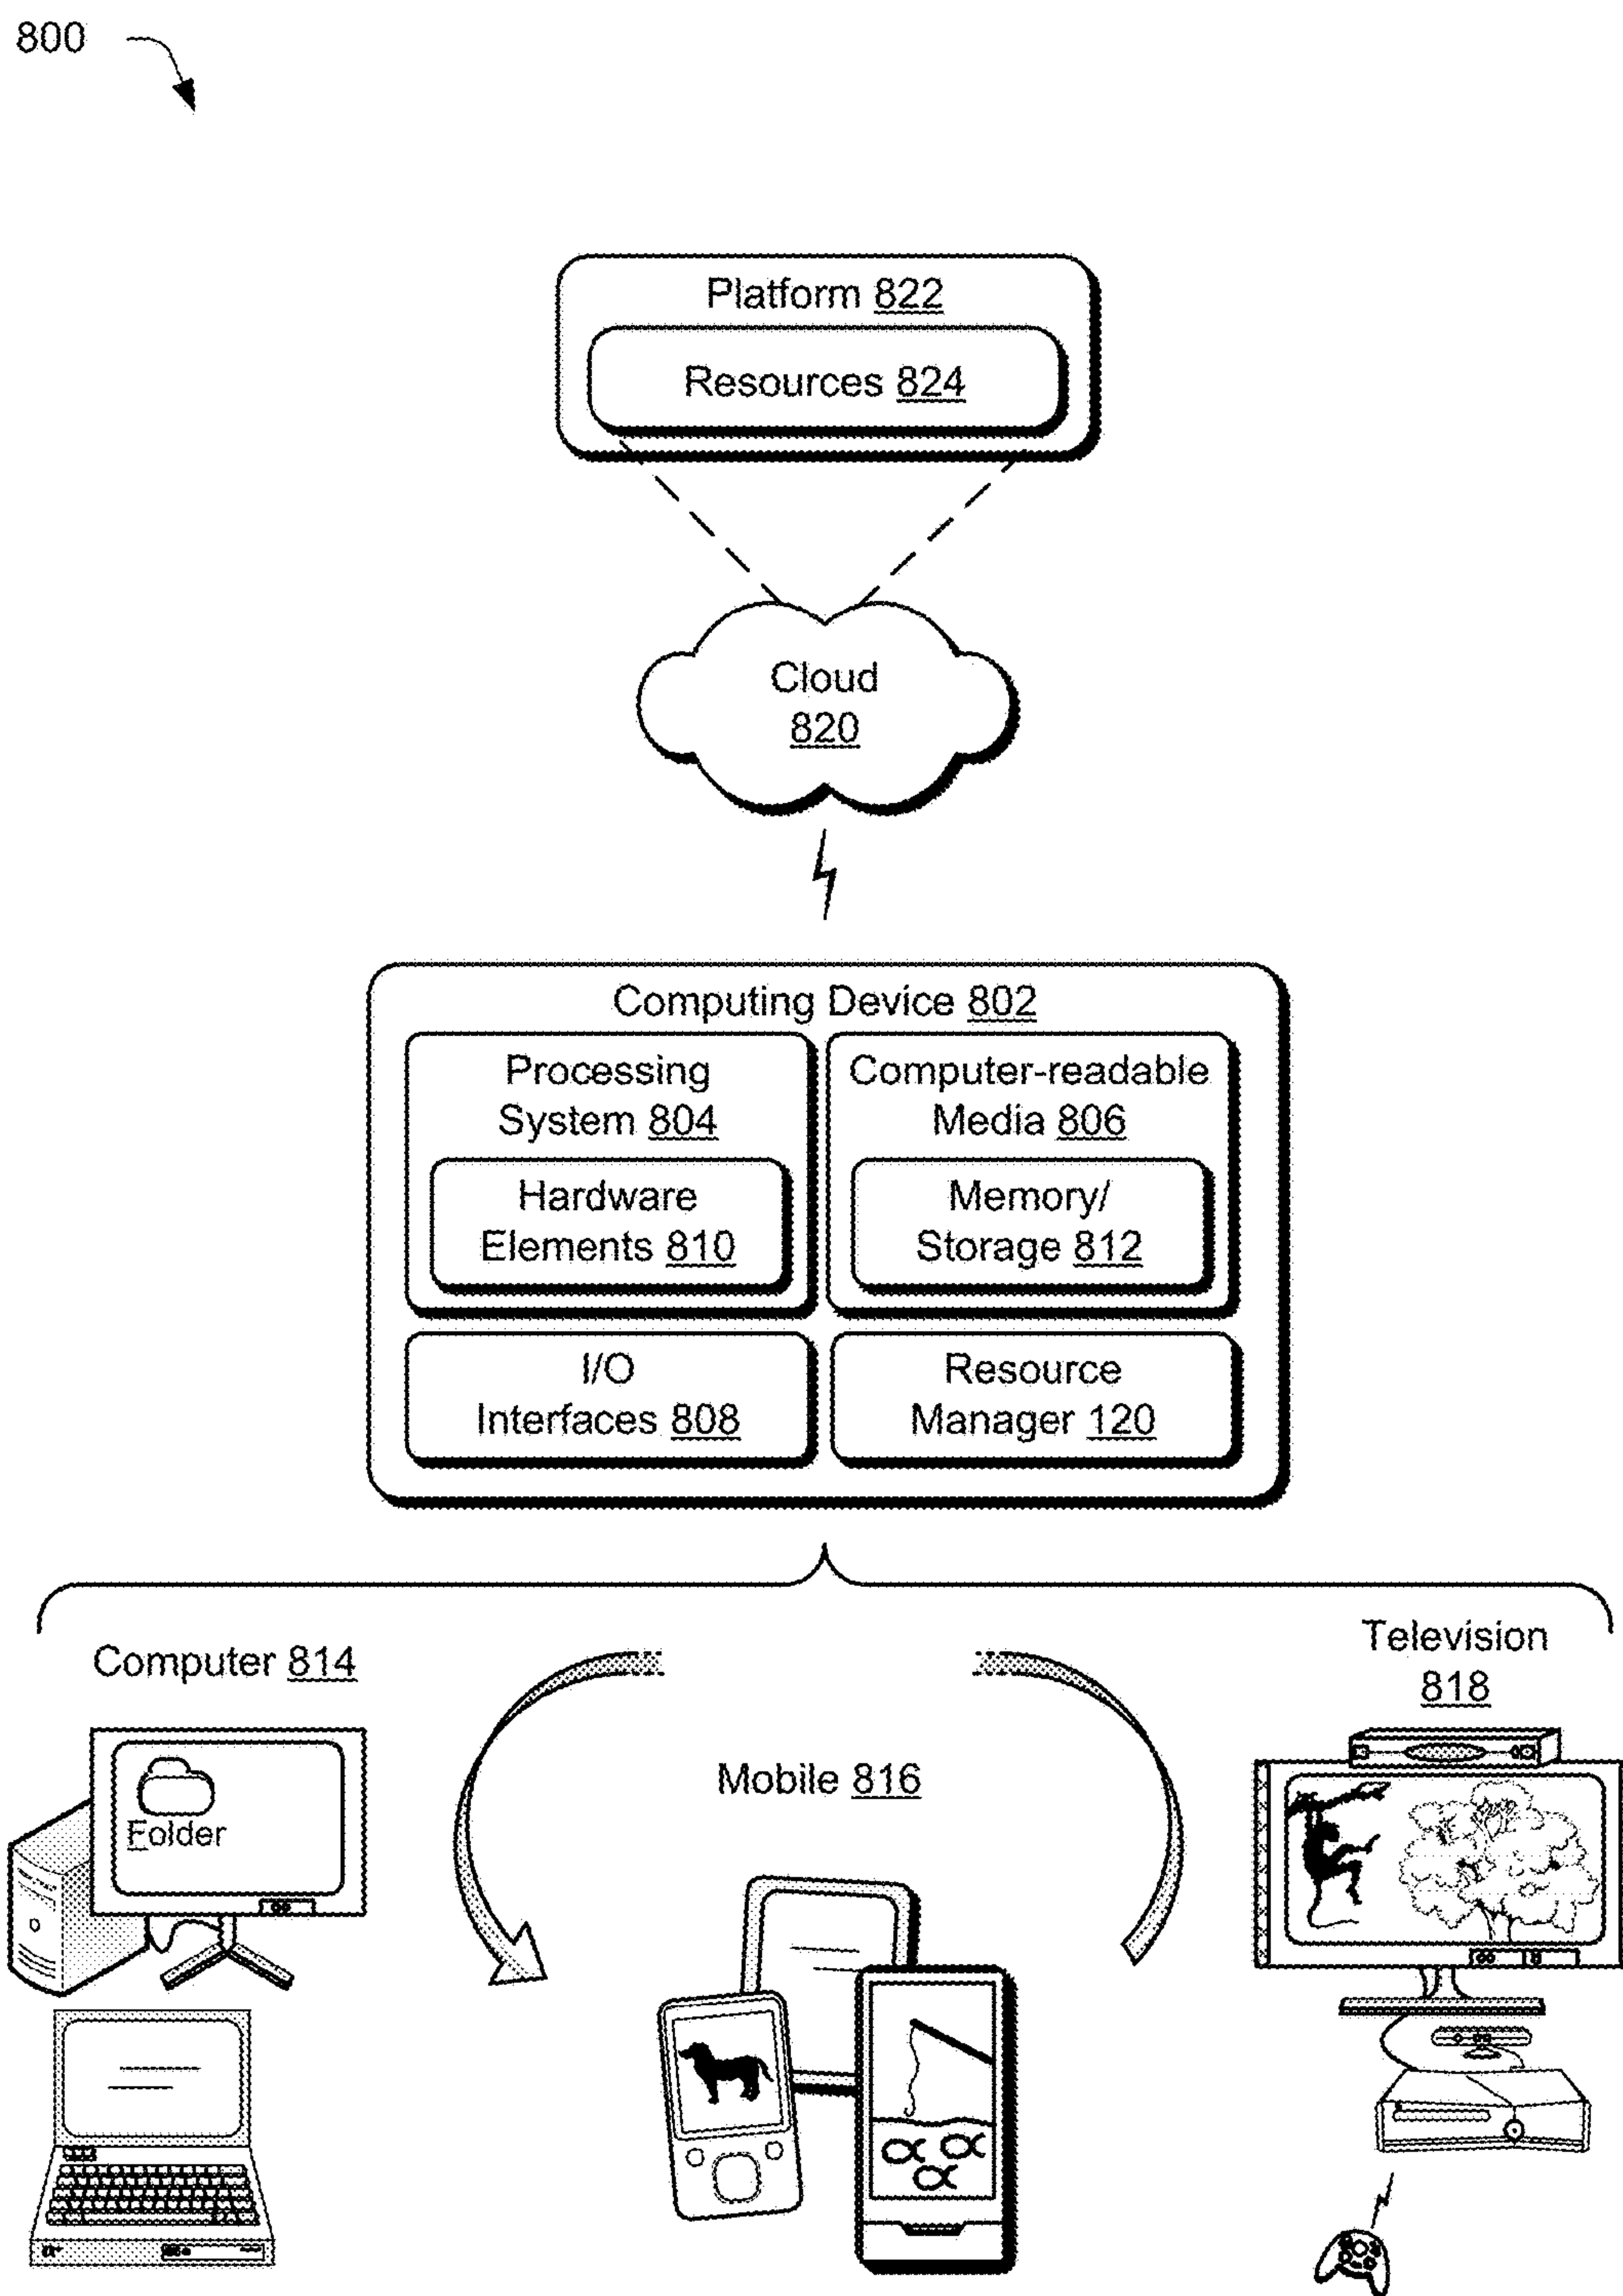 800
Platform 822
Resources 824
Cloud
820
Computing Device 802
Processing
System 804
Hardware
Elements 810
Computer-readable
Media 806
Memory/
Storage 812
I/O
Interfaces 808
Resource
Manager 120
Computer 814
Folder
Mobile 816
Television
818